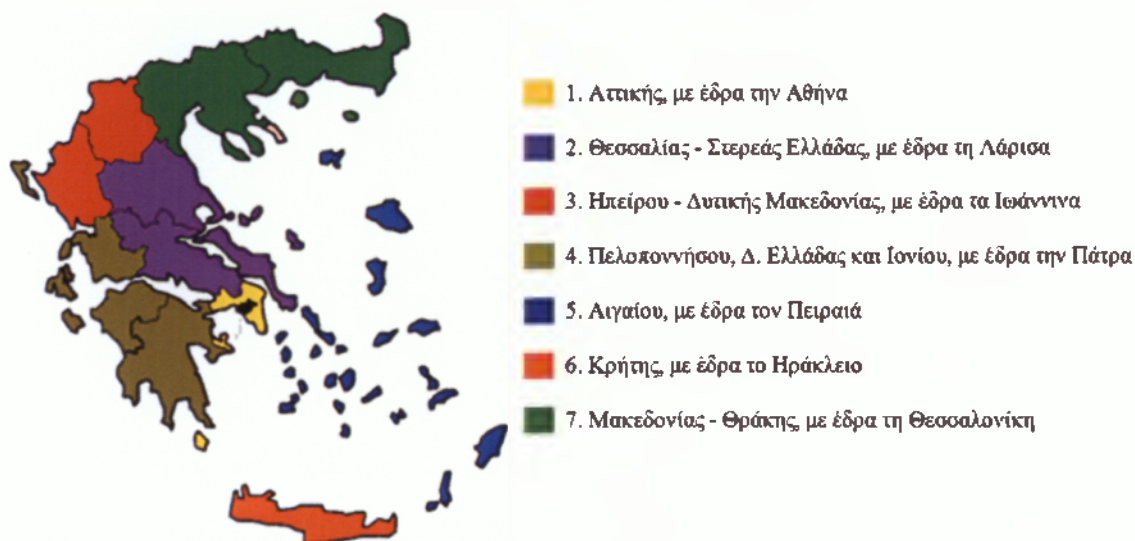 1. Αττικής, με έδρα την Αθήνα
2. Θεσσαλίας - Στερεάς Ελλάδας, με έδρα τη Λάρισα
3. Ηπείρου - Δυτικής Μακεδονίας, με έδρα τα Ιωάννινα
4. Πελοποννήσου, Δ. Ελλάδας και Ιονίου, με έδρα την Πάτρα
5. Αιγαίου, με έδρα τον Πειραιά
6. Κρήτης, με έδρα το Ηράκλειο
7. Μακεδονίας - Θράκης, με έδρα τη Θεσσαλονίκη